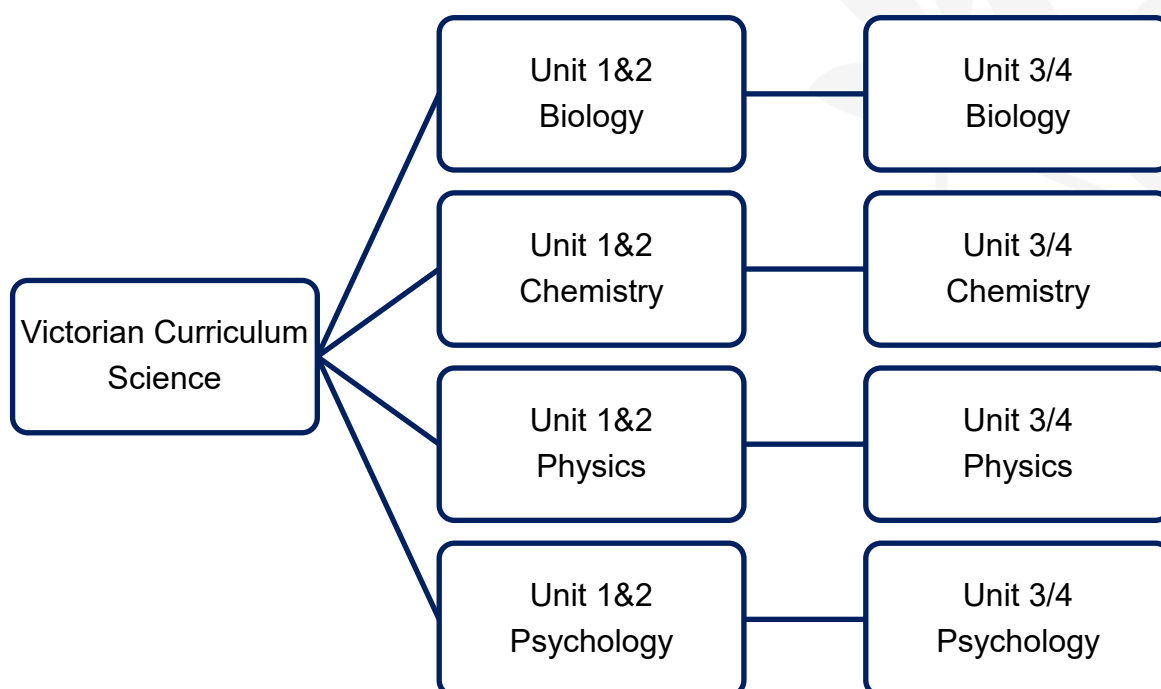 Unit 1&2
Biology
Unit 3/4
Biology
Unit 1&2
Chemistry
Unit 3/4
Chemistry
Victorian Curriculum
Science
Unit 1&2
Physics
Unit 3/4
Physics
Unit 1&2
Psychology
Unit 3/4
Psychology